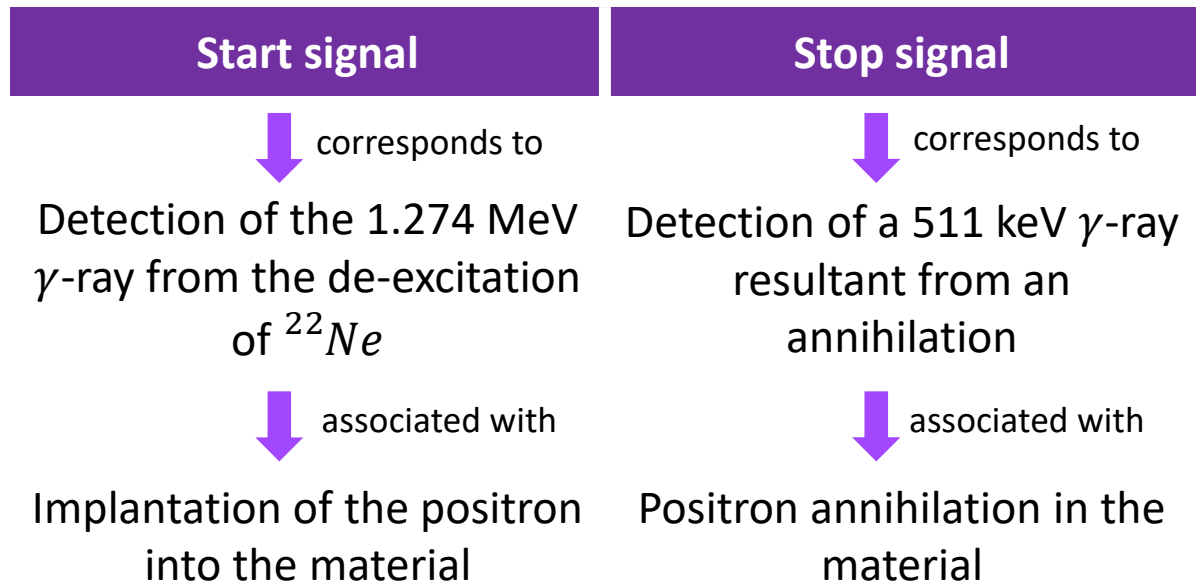 Start signal
corresponds to
Detection of the 1.274 MeV
γ-ray from the de-excitation
of ²²Ne
associated with
Implantation of the positron
into the material
Stop signal
corresponds to
Detection of a 511 keV γ-ray
resultant from an
annihilation
associated with
Positron annihilation in the
material